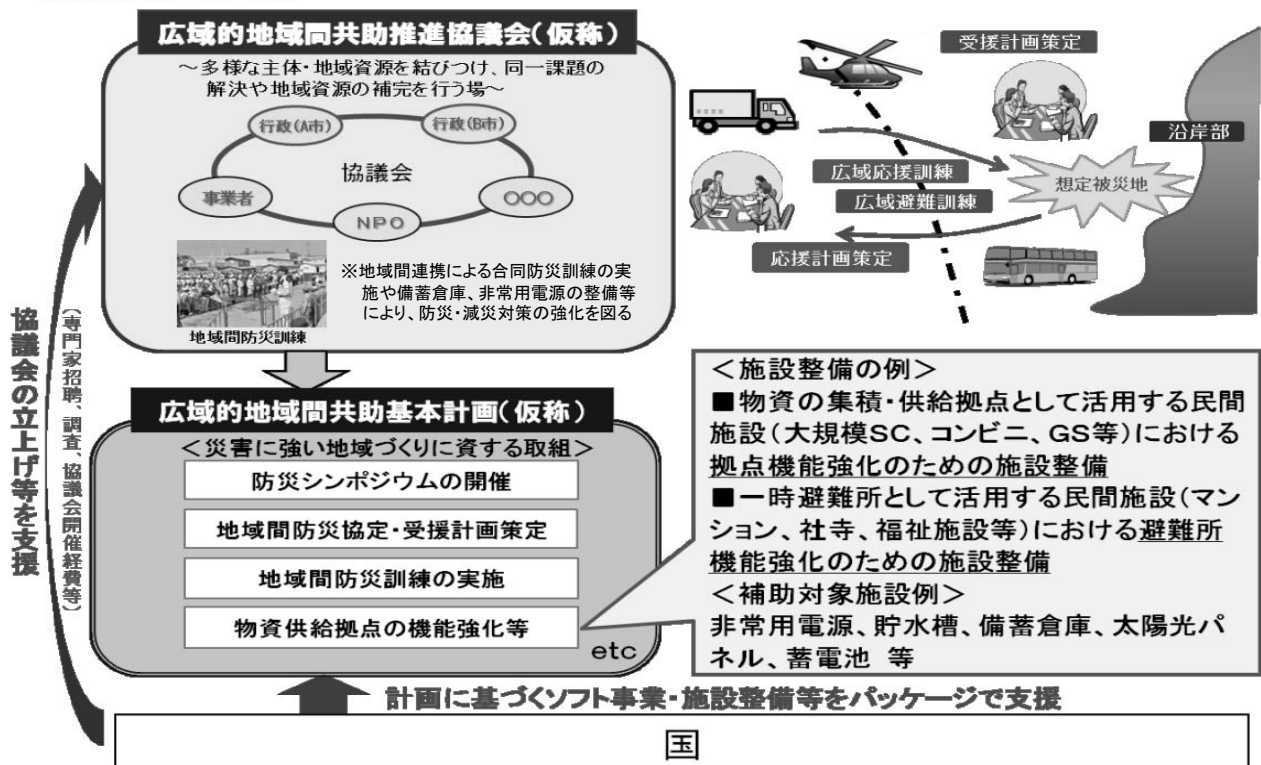 広域的地域間共助推進協議会(仮称)
～多様な主体・地域資源を結びつけ、同一課題の
解決や地域資源の補完を行う場～
行政(A市)
行政(B市)
協議会
事業者
○○○
NPO
地域間防災訓練
※地域間連携による合同防災訓練の実
施や備蓄倉庫、非常用電源の整備等
により、防災・減災対策の強化を図る
受援計画策定
沿岸部
広域応援訓練
想定被災地
広域避難訓練
応援計画策定
協議会の立上げ等を支援
(専門家招聘、調査、協議会開催経費等)
広域的地域間共助基本計画(仮称)
＜災害に強い地域づくりに資する取組＞
防災シンポジウムの開催
地域間防災協定・受援計画策定
地域間防災訓練の実施
物資供給拠点の機能強化等
etc
＜施設整備の例＞
■物資の集積・供給拠点として活用する民間
施設(大規模SC、コンビニ、GS等)における
拠点機能強化のための施設整備
■一時避難所として活用する民間施設(マン
ション、社寺、福祉施設等)における避難所
機能強化のための施設整備
＜補助対象施設例＞
非常用電源、貯水槽、備蓄倉庫、太陽光パ
ネル、蓄電池 等
計画に基づくソフト事業・施設整備等をパッケージで支援
国